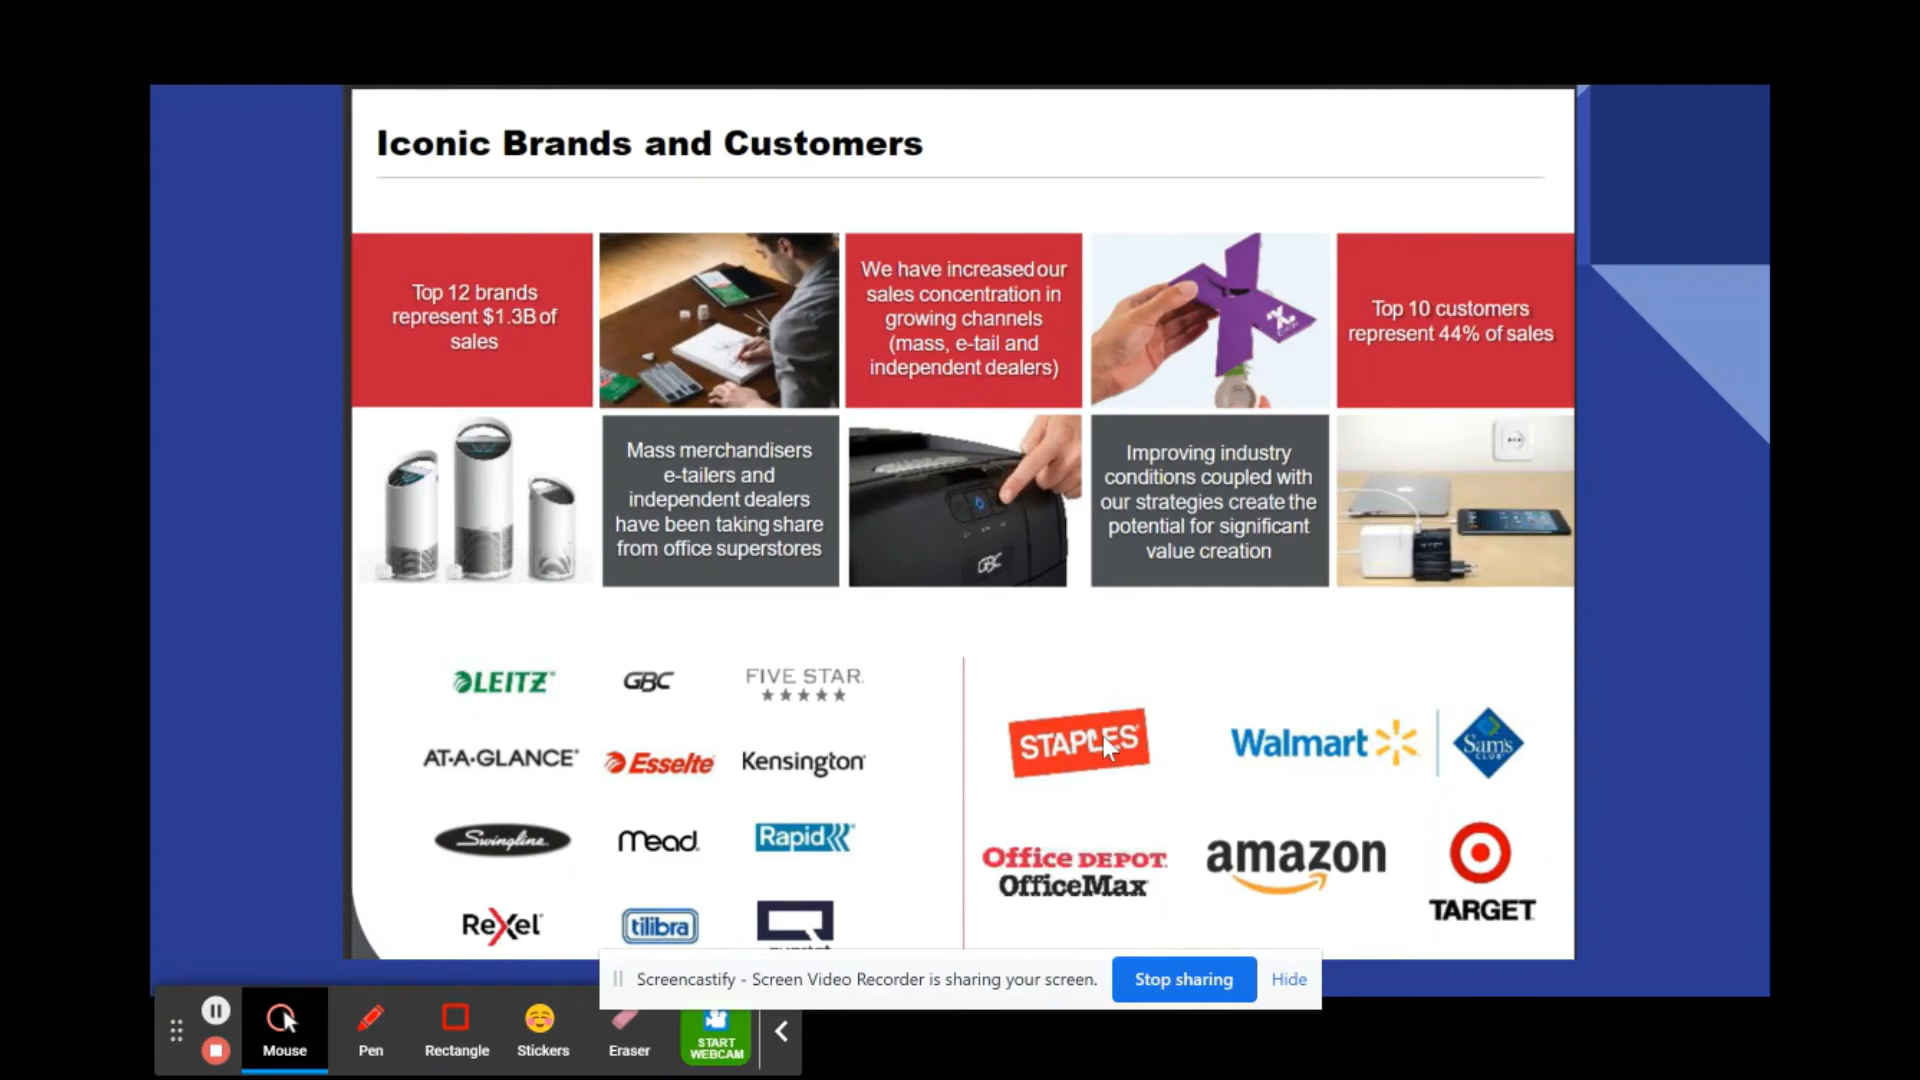 Iconic Brands and Customers
Top 12 brands
represent $1.3B of
sales
We have increased our
sales concentration in
growing channels
(mass, e-tail and
independent dealers)
Top 10 customers
represent 44% of sales
Mass merchandisers
e-tailers and
independent dealers
have been taking share
from office superstores
GBC
Improving industry
conditions coupled with
our strategies create the
potential for significant
value creation
LEITZ
GBC
FIVE STAR
AT-A-GLANCE
Esselte
Kensington
Swingline
Mead
Rapid
Rexel
tilibra
STAPLES
Walmart
Sam's
CLUB
Office DEPOT
OfficeMax
amazon
TARGET
Screencastify - Screen Video Recorder is sharing your screen.
Stop sharing
Hide
Mouse
Pen
Rectangle
Stickers
Eraser
START
WEBCAM